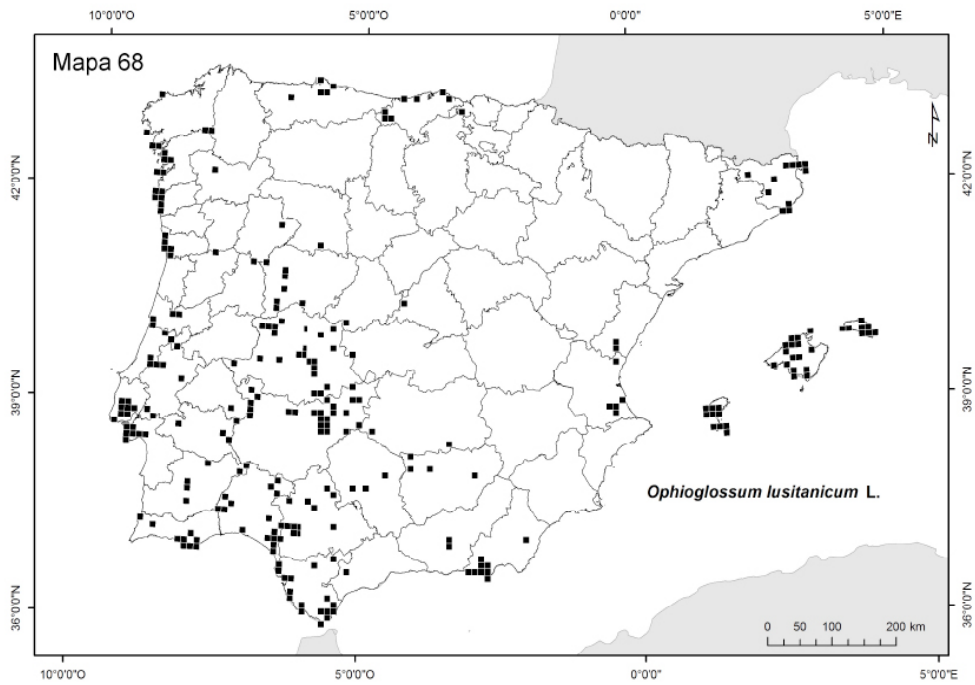 10°0'0"O 5°0'0"O 0°0'0" 5°0'0"E
Mapa 68
N
42°0'0"N 42°0'0"N
39°0'0"N 39°0'0"N
Ophioglossum lusitanicum L.
36°0'0"N 36°0'0"N
0 50 100 200 km
10°0'0"O 5°0'0"O 0°0'0" 5°0'0"E